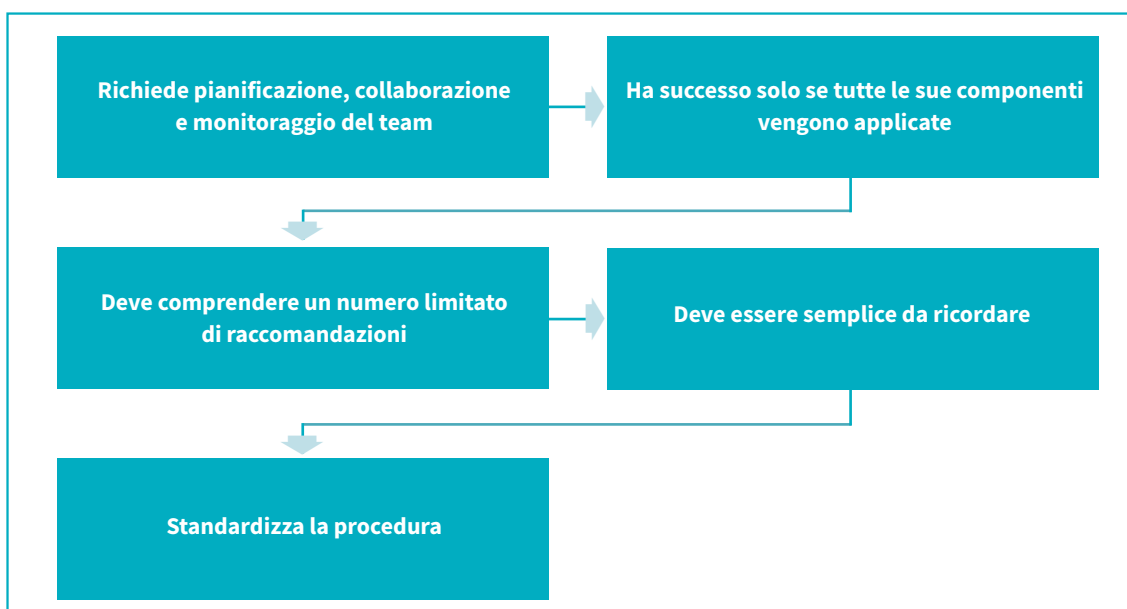 Richiede pianificazione, collaborazione
e monitoraggio del team
Ha successo solo se tutte le sue componenti
vengono applicate
Deve comprendere un numero limitato
di raccomandazioni
Deve essere semplice da ricordare
Standardizza la procedura